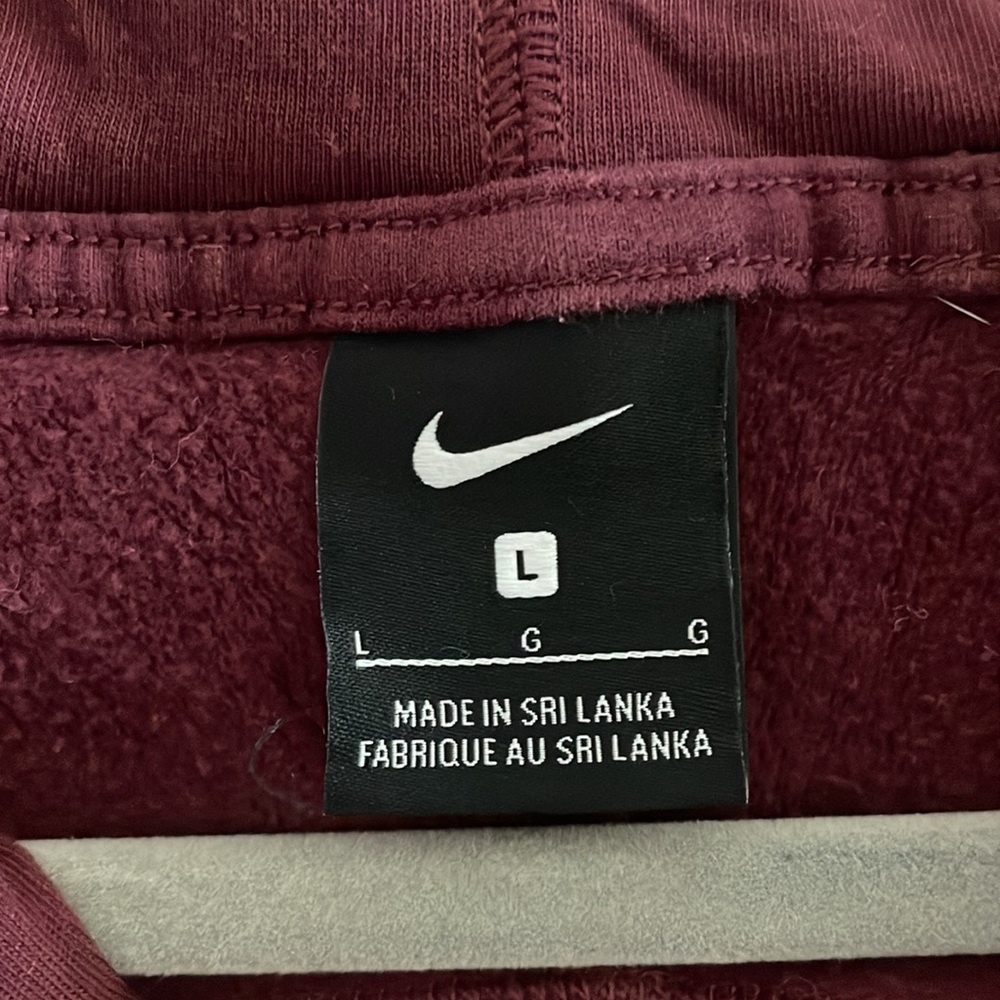 L
L G G
MADE IN SRI LANKA
FABRIQUE AU SRI LANKA